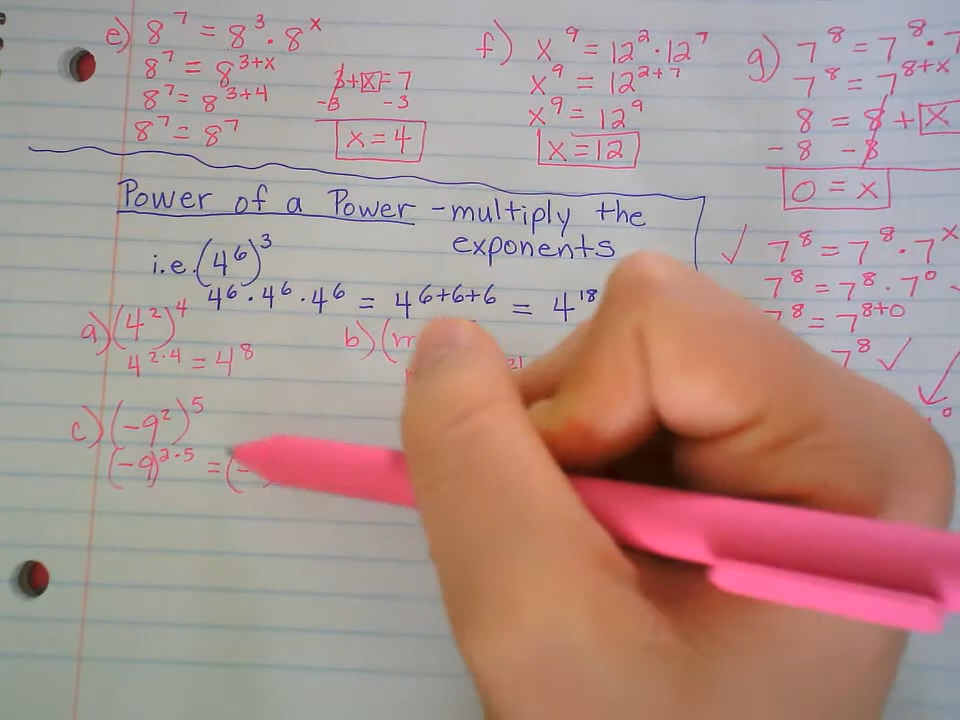 e) 8^7 = 8^3 · 8^x
8^7 = 8^{3+x}
8^7 = 8^{3+4}
8^7 = 8^7
3+x = 7
-3 -3
x = 4
f) x^9 = 12^2 · 12^7
x^9 = 12^{2+7}
x^9 = 12^9
x = 12
g) 7^8 = 7^8 · 7
7^8 = 7^{8+x}
8 = 8 + x
-8 -8
0 = x
7^8 = 7^8 · 7^x
7^8 = 7^8 · 7^0
7^8 = 7^{8+0}
7^8 ✓
Power of a Power - multiply the
exponents
i.e. (4^6)^3
4^6 · 4^6 · 4^6 = 4^{6+6+6} = 4^{18}
a) (4^2)^4
4^{2·4} = 4^8
b) (m
21
c) (-9^2)^5
(-9)^{2·5} = (-